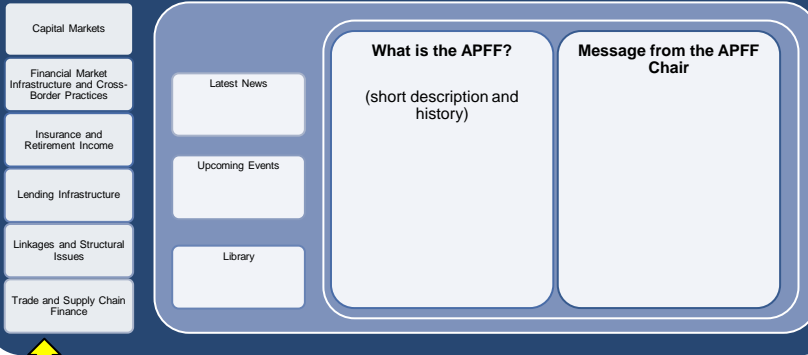 Capital Markets
Financial Market
Infrastructure and Cross-
Border Practices
Insurance and
Retirement Income
Lending Infrastructure
Linkages and Structural
Issues
Trade and Supply Chain
Finance
Latest News
Upcoming Events
Library
What is the APFF?
(short description and
history)
Message from the APFF
Chair